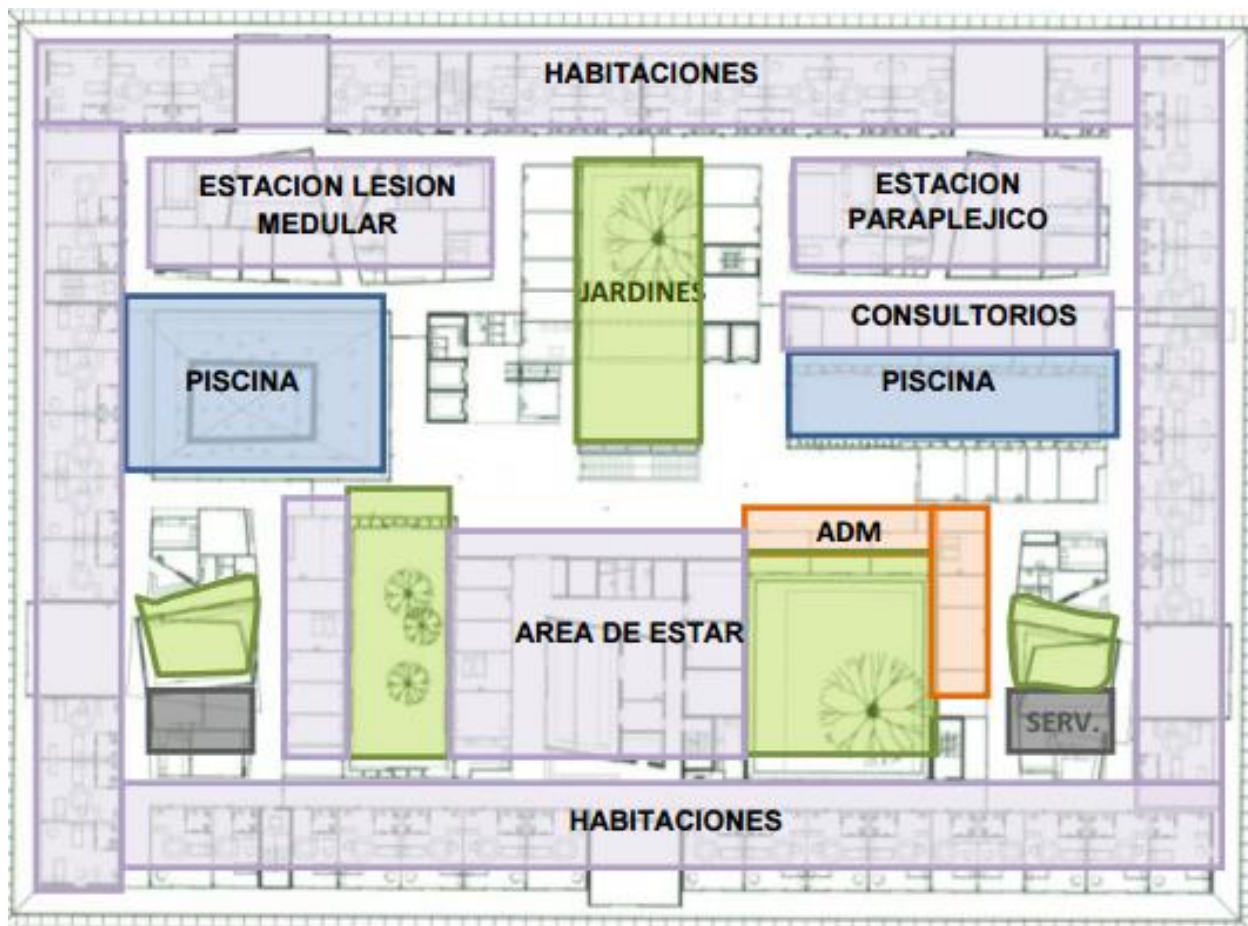 HABITACIONES
ESTACION LESION
MEDULAR
ESTACION
PARAPLEJICO
JARDINES
CONSULTORIOS
PISCINA
PISCINA
ADM
AREA DE ESTAR
SERV.
HABITACIONES